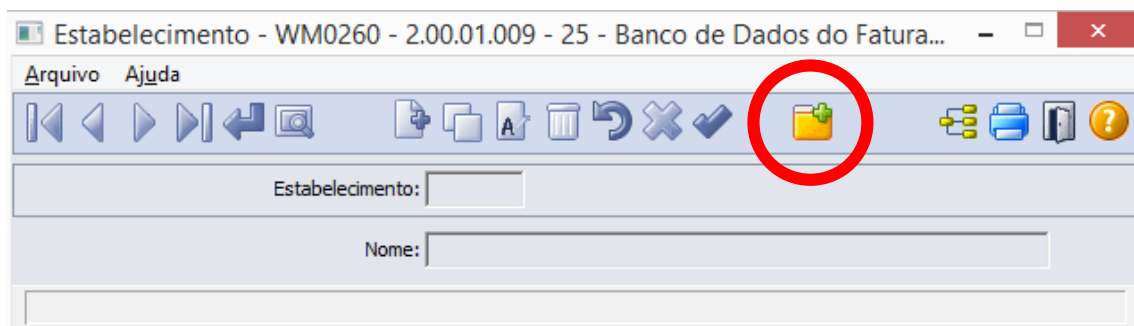 Estabelecimento - WM0260 - 2.00.01.009 - 25 - Banco de Dados do Fatura...
Arquivo Ajuda
Estabelecimento:
Nome: